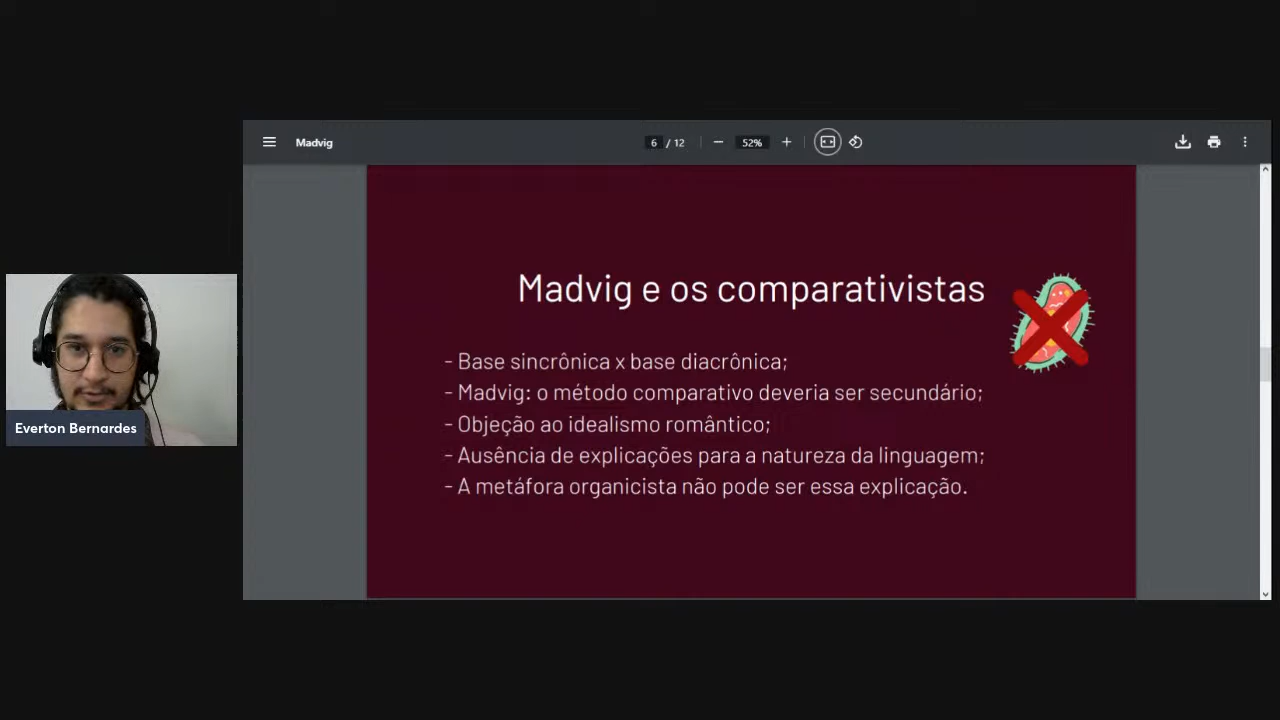 Madvig
6 / 12
52%
Madvig e os comparativistas
- Base sincrônica x base diacrônica;
- Madvig: o método comparativo deveria ser secundário;
- Objeção ao idealismo romântico;
- Ausência de explicações para a natureza da linguagem;
- A metáfora organicista não pode ser essa explicação.
Everton Bernardes